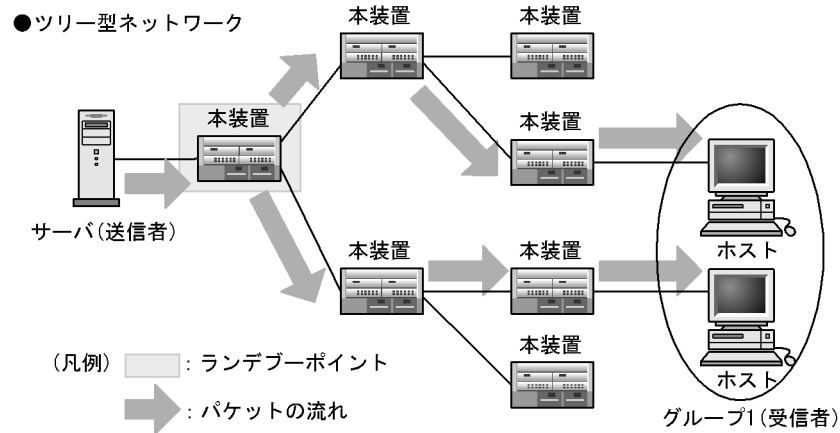 ●ツリー型ネットワーク
本装置
本装置
本装置
本装置
サーバ(送信者)
ホスト
本装置
本装置
本装置
ホスト
グループ1(受信者)
(凡例)
:ランデブーポイント
:パケットの流れ